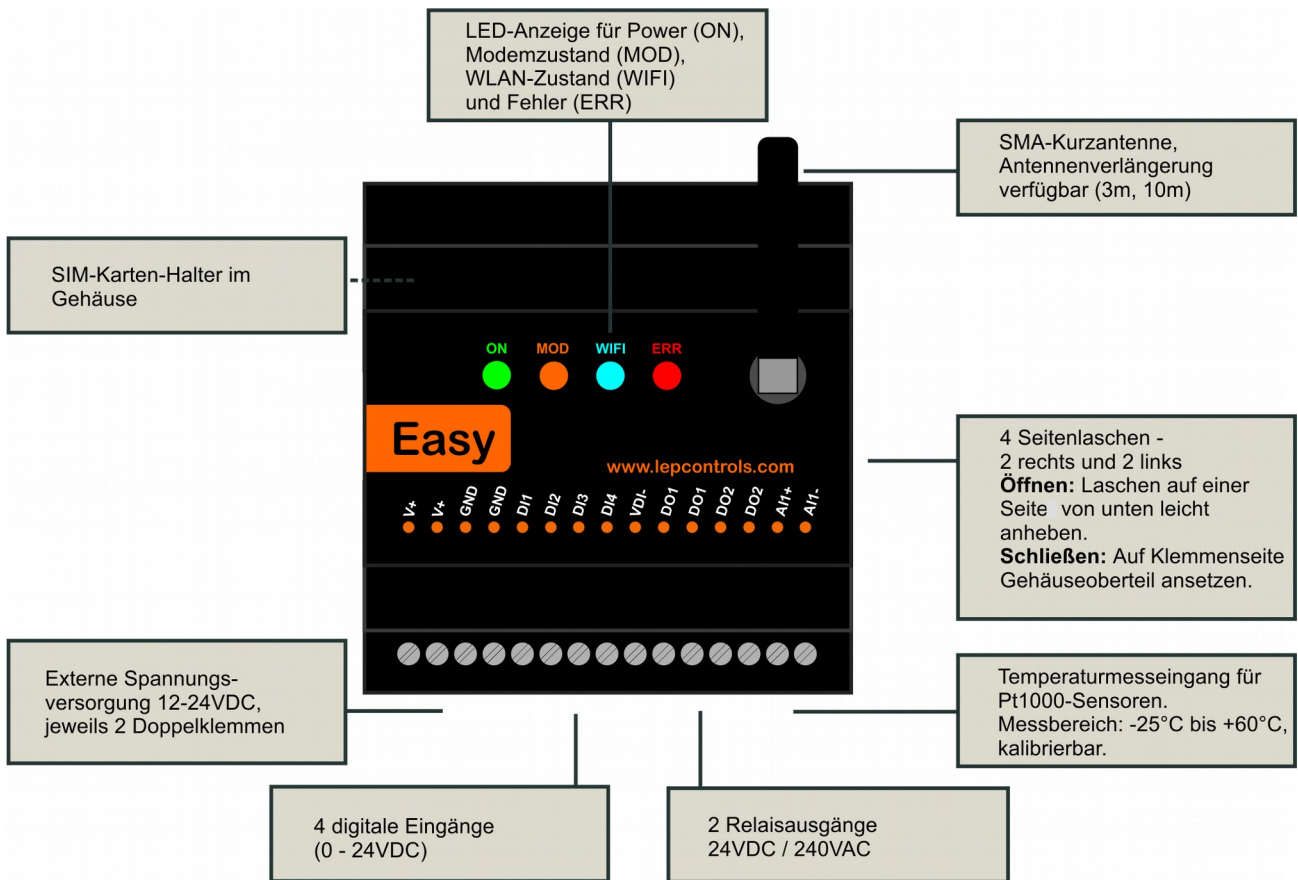 LED-Anzeige für Power (ON),
Modemzustand (MOD),
WLAN-Zustand (WIFI)
und Fehler (ERR)
SMA-Kurzantenne,
Antennenverlängerung
verfügbar (3m, 10m)
SIM-Karten-Halter im
Gehäuse
ON MOD WIFI ERR
Easy
www.lepcontrols.com
V+ V+ GND GND DI1 DI2 DI3 DI4 VDI- DO1 DO1 DO2 DO2 AI1+ AI1-
4 Seitenlaschen -
2 rechts und 2 links
Öffnen: Laschen auf einer
Seite von unten leicht
anheben.
Schließen: Auf Klemmenseite
Gehäuseoberteil ansetzen.
Externe Spannungs-
versorgung 12-24VDC,
jeweils 2 Doppelklemmen
Temperaturmesseingang für
Pt1000-Sensoren.
Messbereich: -25°C bis +60°C,
kalibrierbar.
4 digitale Eingänge
(0 - 24VDC)
2 Relaisausgänge
24VDC / 240VAC